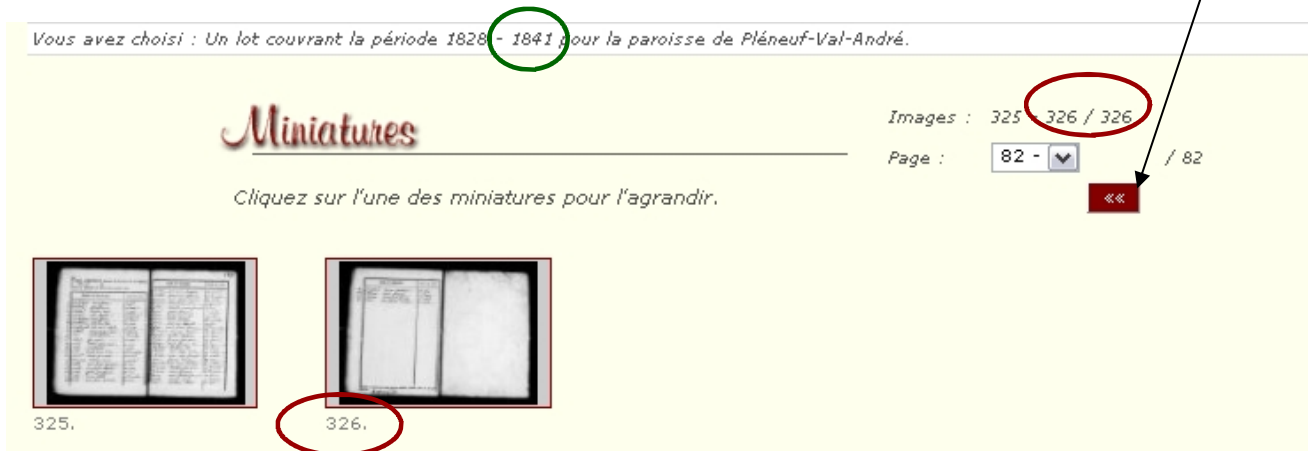 Vous avez choisi : Un lot couvrant la période 1828 - 1841 pour la paroisse de Pléneuf-Val-André.
Miniatures
Images : 325 - 326 / 326
Page : 82 - / 82
Cliquez sur l'une des miniatures pour l'agrandir.
««
325.
326.